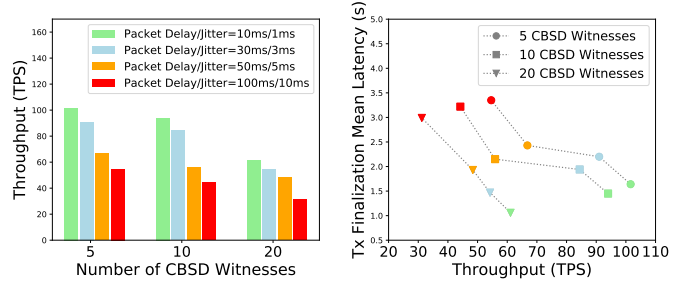 Packet Delay/Jitter=10ms/1ms
Packet Delay/Jitter=30ms/3ms
Packet Delay/Jitter=50ms/5ms
Packet Delay/Jitter=100ms/10ms
160
140
120
100
80
60
40
20
0
Throughput (TPS)
5 10 20
Number of CBSD Witnesses
5 CBSD Witnesses
10 CBSD Witnesses
20 CBSD Witnesses
5.0
4.5
4.0
3.5
3.0
2.5
2.0
1.5
1.0
0.5
Tx Finalization Mean Latency (s)
20 30 40 50 60 70 80 90 100 110
Throughput (TPS)